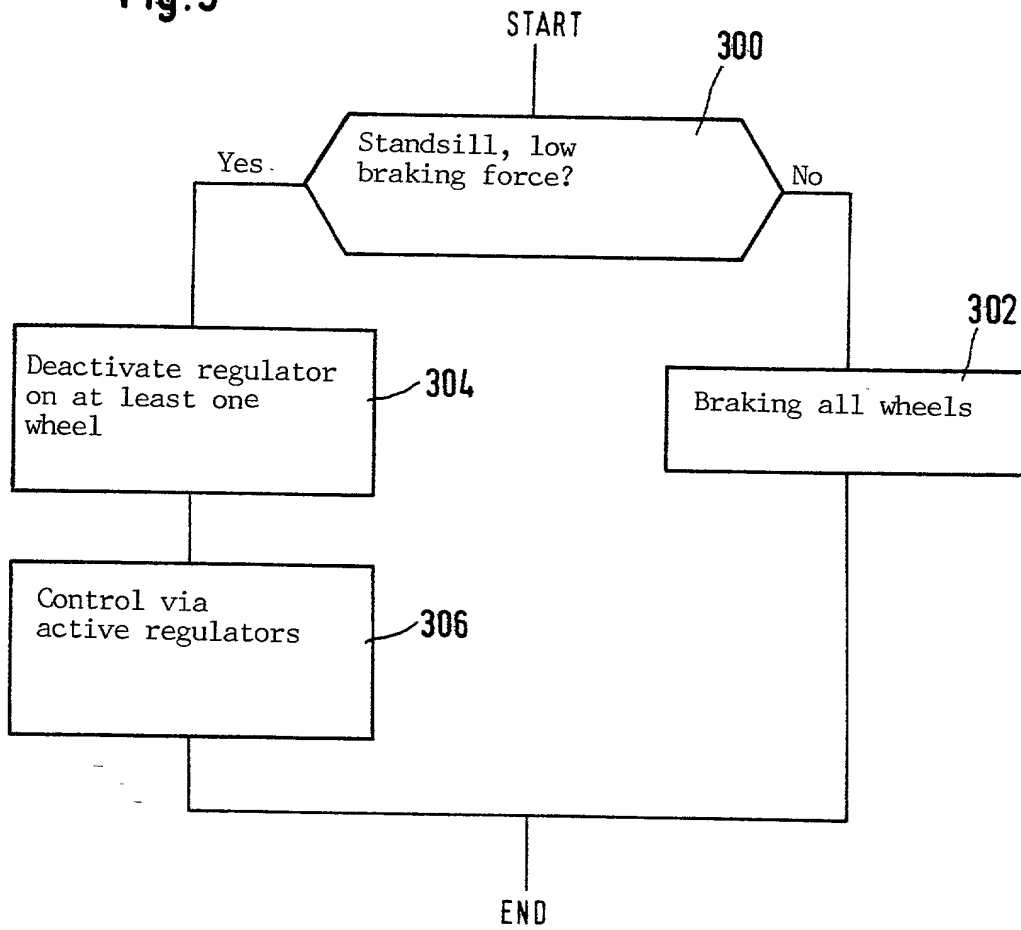 START
300
Standsill, low
braking force?
Yes
No
302
Deactivate regulator
on at least one
wheel
304
Braking all wheels
Control via
active regulators
306
END